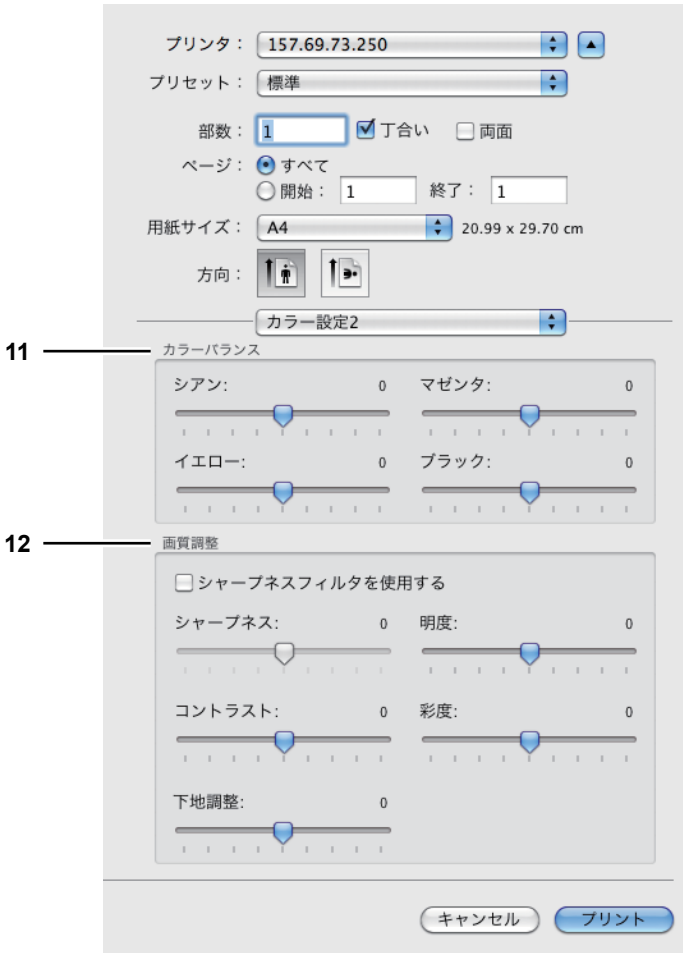 プリンタ： 157.69.73.250
プリセット： 標準
部数： 1 丁合い 両面
ページ： すべて
開始： 1 終了： 1
用紙サイズ： A4 20.99 x 29.70 cm
方向：
カラー設定2
11 カラーバランス
シアン: 0 マゼンタ: 0
イエロー: 0 ブラック: 0
12 画質調整
シャープネスフィルタを使用する
シャープネス: 0 明度: 0
コントラスト: 0 彩度: 0
下地調整: 0
キャンセル プリント